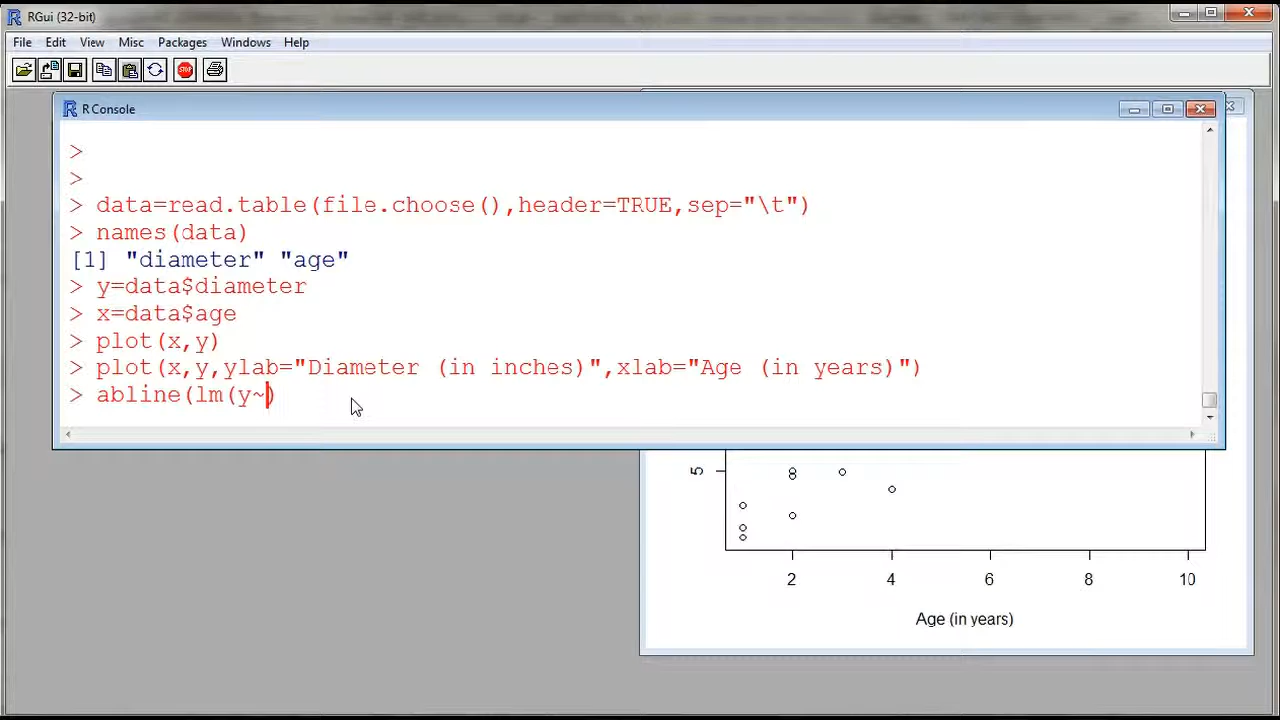 RGui (32-bit)
File Edit View Misc Packages Windows Help
STOP
R Console
>
>
> data=read.table(file.choose(),header=TRUE,sep="\t")
> names(data)
[1] "diameter" "age"
> y=data$diameter
> x=data$age
> plot(x,y)
> plot(x,y,ylab="Diameter (in inches)",xlab="Age (in years)")
> abline(lm(y~)
5
2 4 6 8 10
Age (in years)